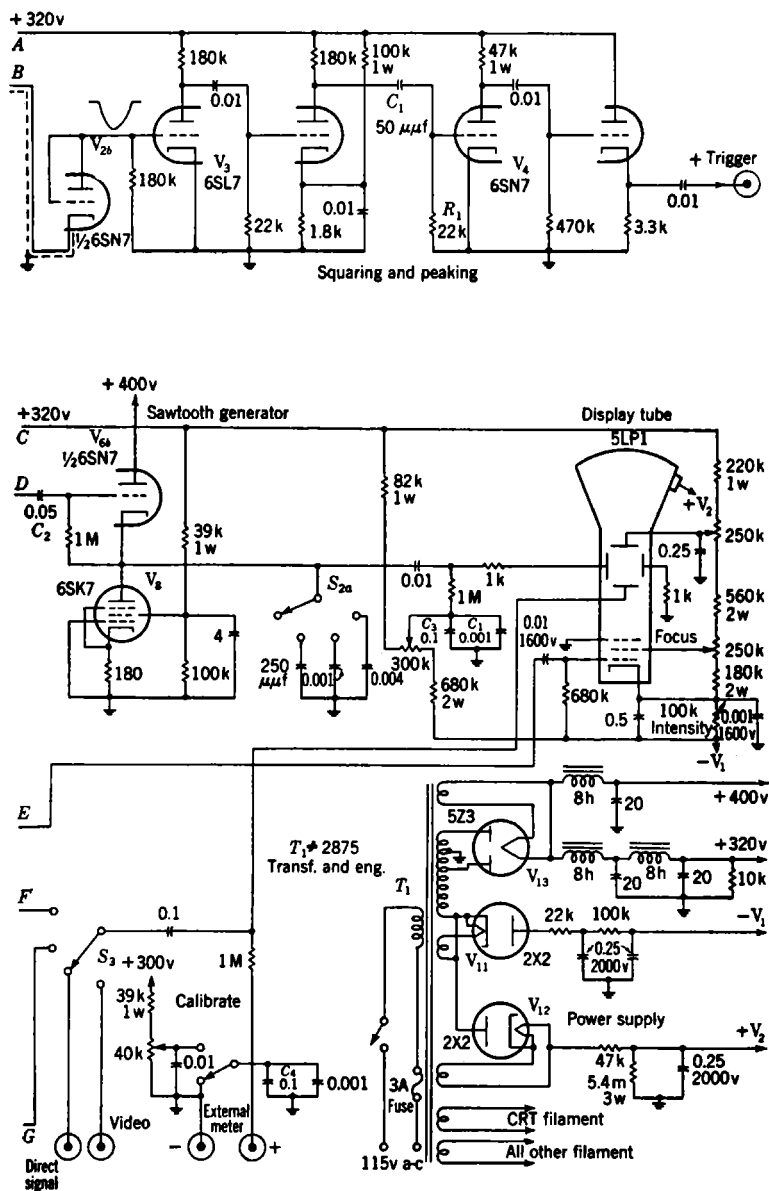 +320v
A
B
180k
0.01
180k
100k
1w
C₁
50 μμf
47k
1w
0.01
V₂b
V₃
6SL7
V₄
6SN7
+ Trigger
0.01
½6SN7
180k
22k
0.01
1.8k
R₁
22k
470k
3.3k
Squaring and peaking
+400v
+320v
C
Sawtooth generator
V₆b
½6SN7
D
0.05
C₂
1M
39k
1w
6SK7
V₈
180
100k
4
S₂a
250
μμf
0.001
0.004
82k
1w
0.01
1k
1M
C₃
0.1
C₁
0.001
300k
680k
2w
Display tube
5LP1
+V₂
220k
1w
250k
0.25
1k
560k
2w
0.01
1600v
Focus
250k
180k
2w
680k
0.5
100k
Intensity
0.001
1600v
−V₁
E
F
G
S₃
0.1
+300v
39k
1w
40k
Calibrate
0.01
1M
C₄
0.1
0.001
Direct
signal
Video
−
External
meter
+
T₁ # 2875
Transf. and eng.
T₁
3A
Fuse
115v a-c
5Z3
V₁₃
8h
20
+400v
8h
20
8h
20
10k
+320v
V₁₁
2X2
22k
100k
0.25
2000v
−V₁
V₁₂
2X2
Power supply
47k
5.4m
3w
0.25
2000v
+V₂
CRT filament
All other filament